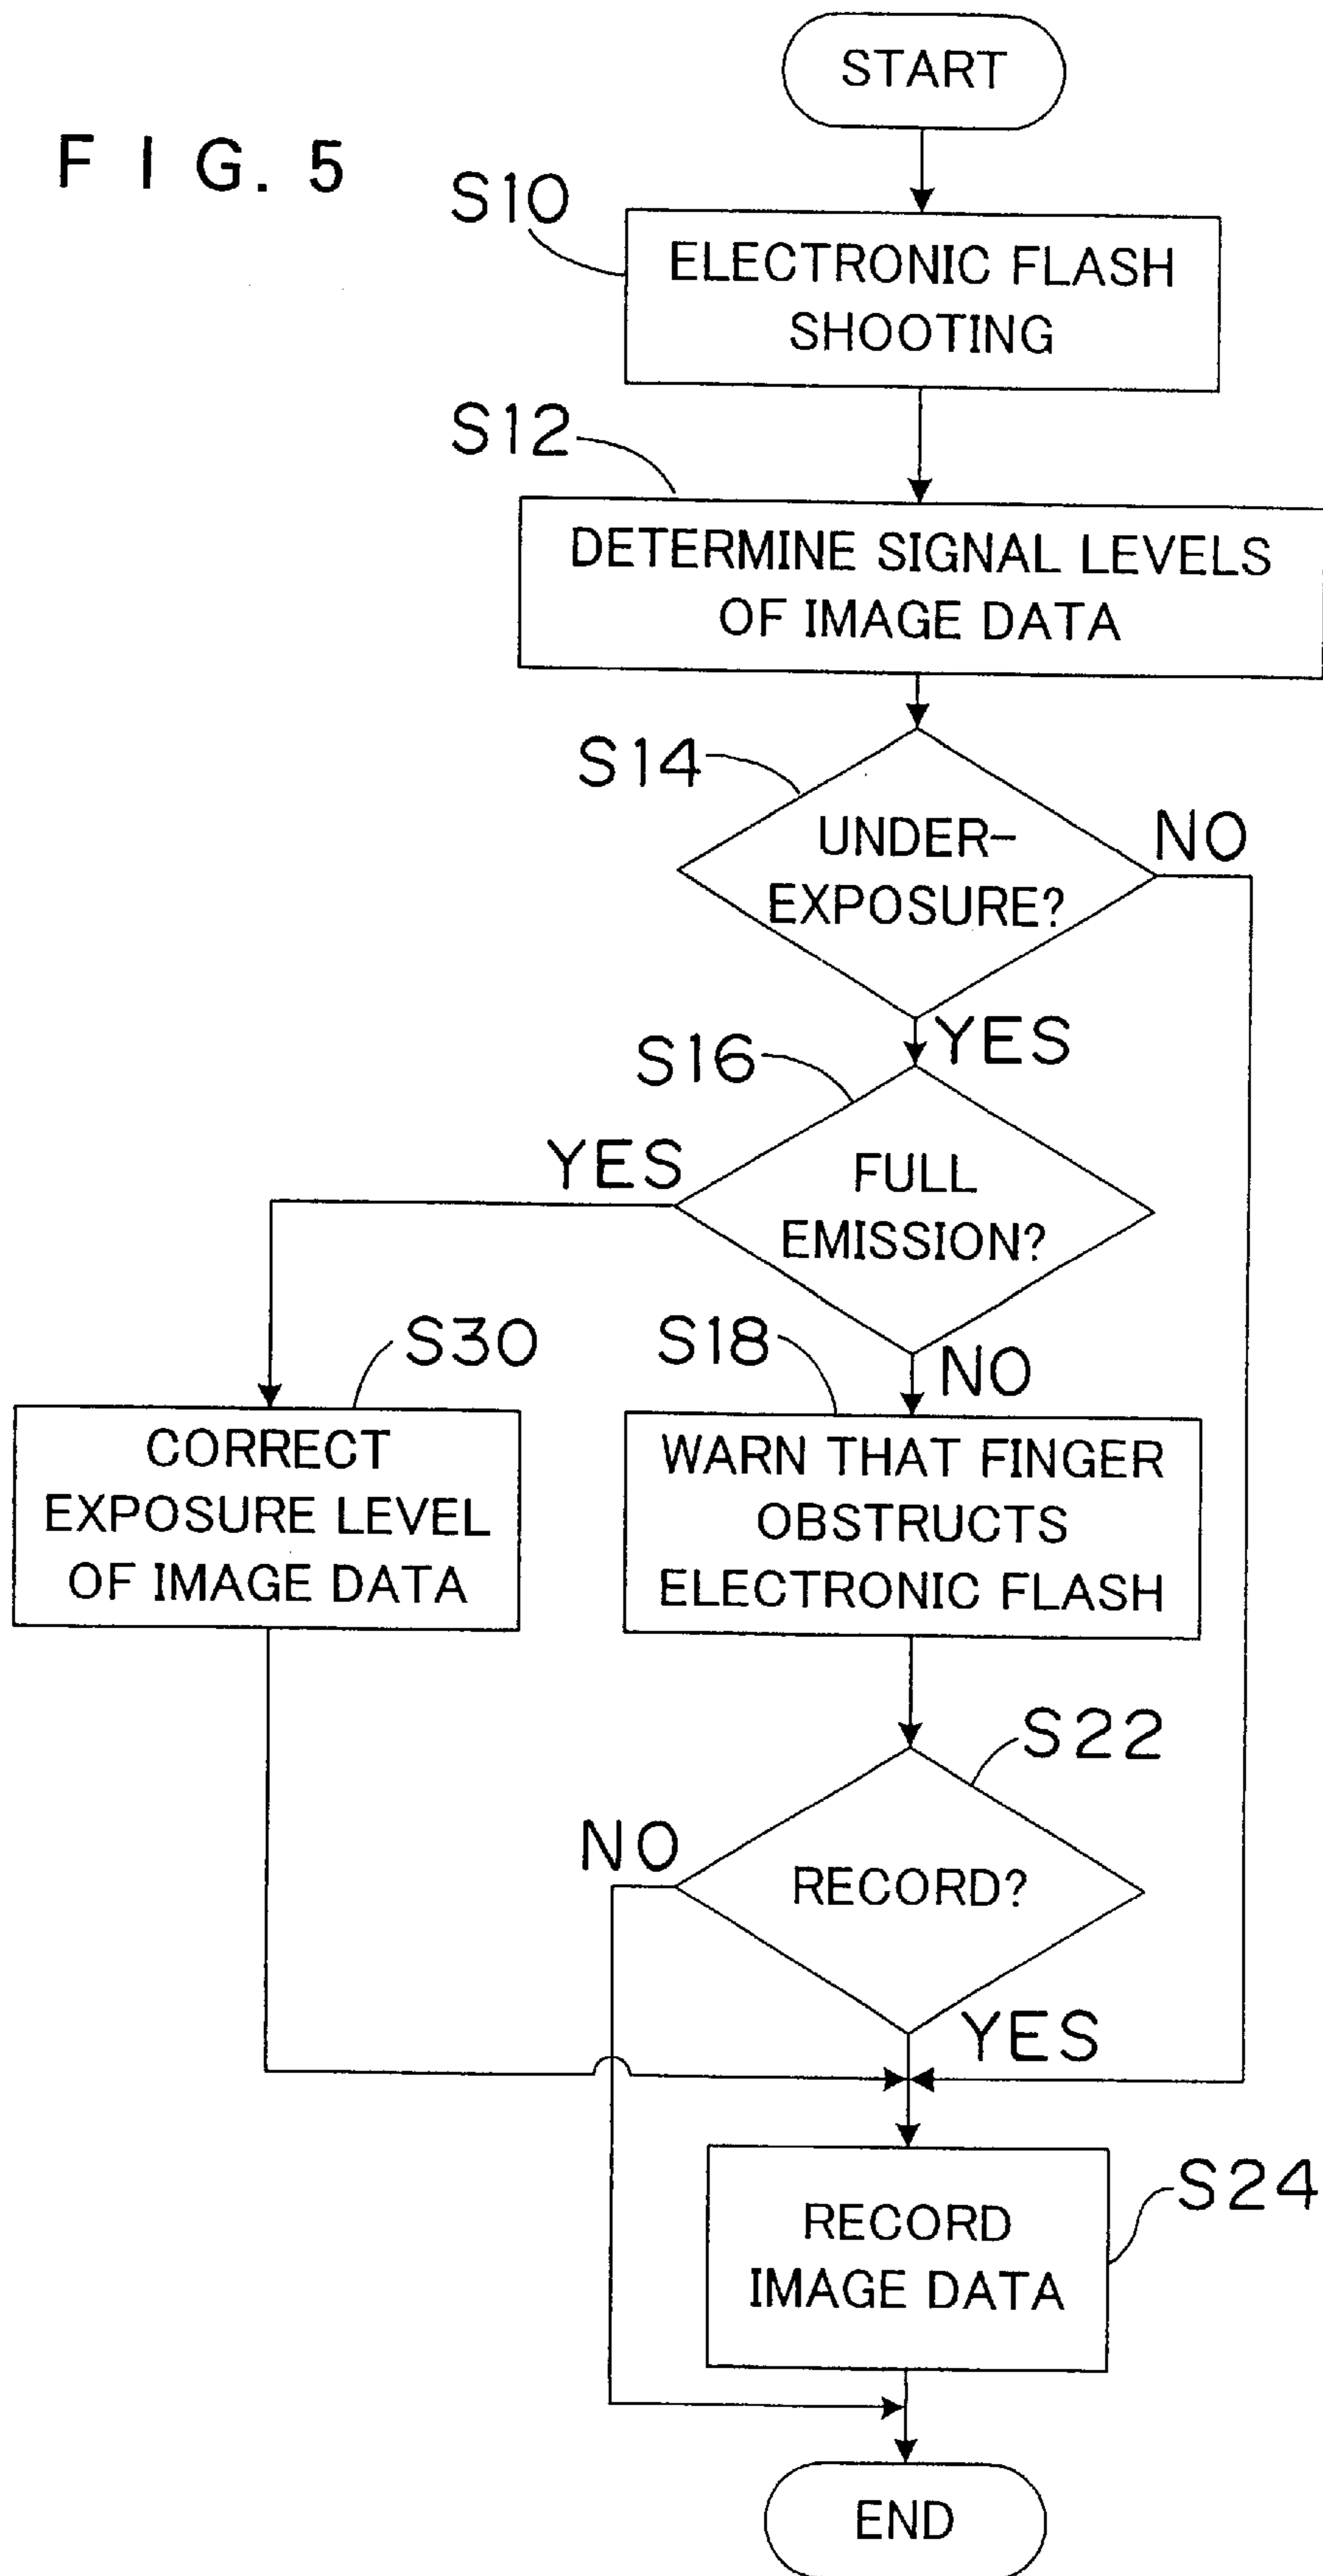 START
F I G. 5
S10
ELECTRONIC FLASH
SHOOTING
S12
DETERMINE SIGNAL LEVELS
OF IMAGE DATA
S14
UNDER-
EXPOSURE?
NO
YES
S16
YES
FULL
EMISSION?
S30
S18
NO
CORRECT
EXPOSURE LEVEL
OF IMAGE DATA
WARN THAT FINGER
OBSTRUCTS
ELECTRONIC FLASH
S22
NO
RECORD?
YES
S24
RECORD
IMAGE DATA
END